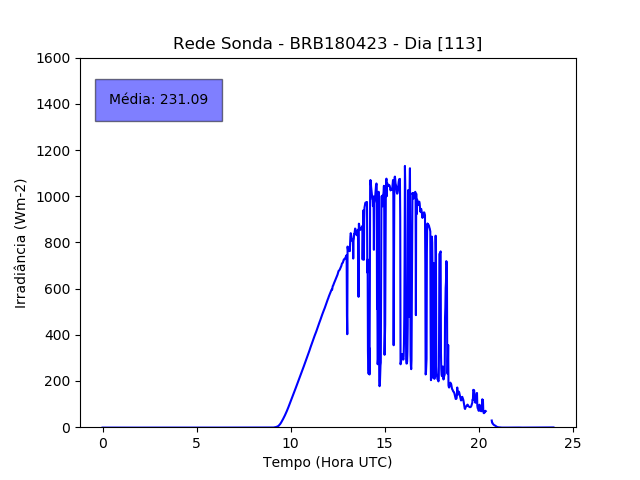 Rede Sonda - BRB180423 - Dia [113]
1600
1400
1200
1000
800
600
400
200
0
Média: 231.09
Irradiância (Wm-2)
0 5 10 15 20 25
Tempo (Hora UTC)